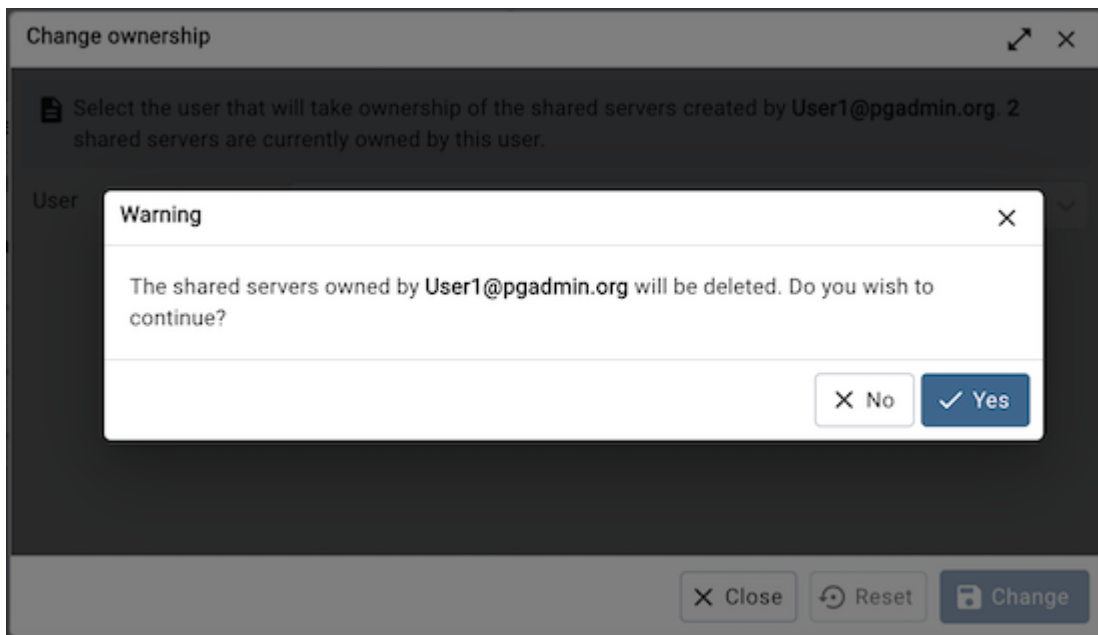 Change ownership
Select the user that will take ownership of the shared servers created by User1@pgadmin.org. 2
shared servers are currently owned by this user.
User
Warning
The shared servers owned by User1@pgadmin.org will be deleted. Do you wish to
continue?
No
Yes
Close
Reset
Change